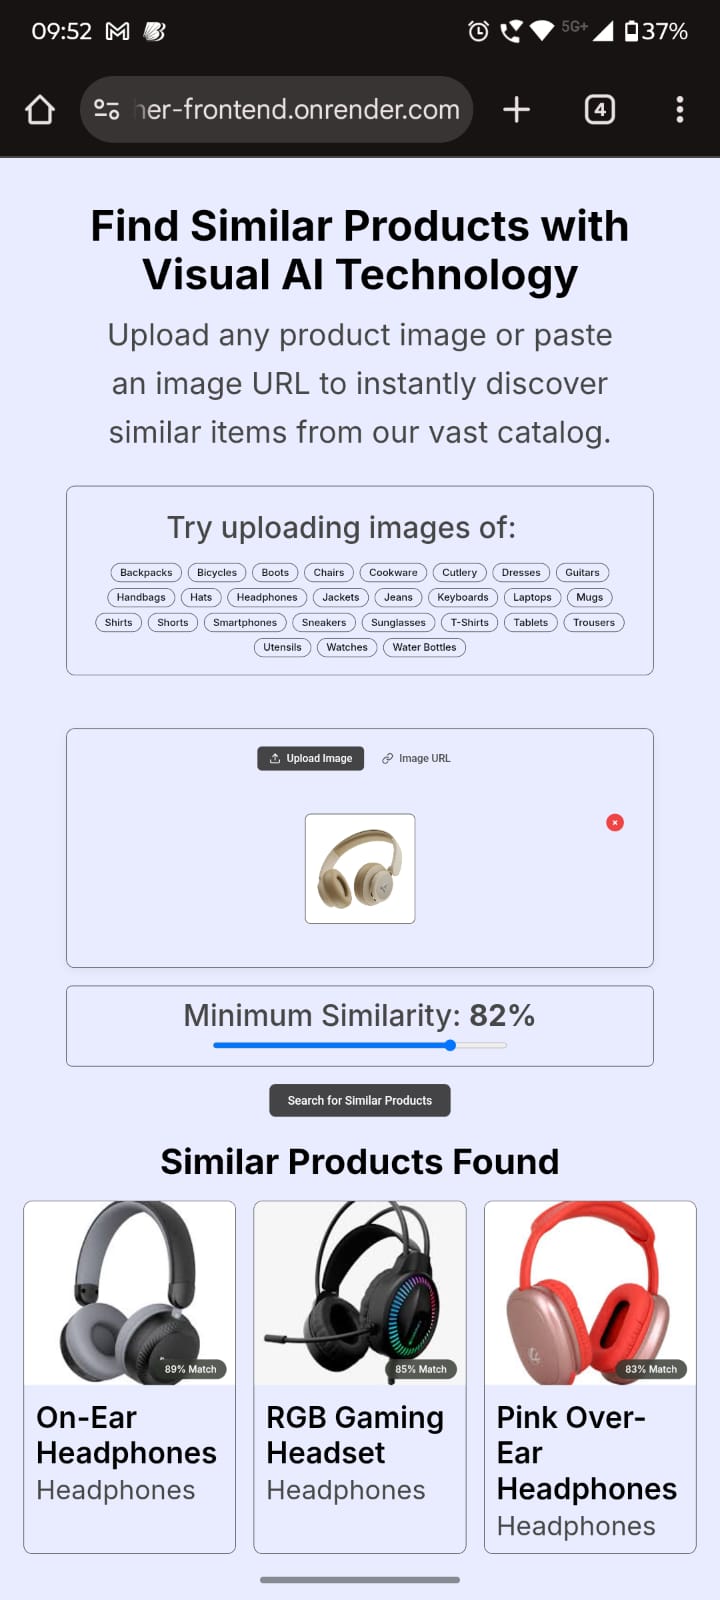 09:52
5G+
37%
her-frontend.onrender.com
4
Find Similar Products with
Visual AI Technology
Upload any product image or paste
an image URL to instantly discover
similar items from our vast catalog.
Try uploading images of:
Backpacks Bicycles Boots Chairs Cookware Cutlery Dresses Guitars
Handbags Hats Headphones Jackets Jeans Keyboards Laptops Mugs
Shirts Shorts Smartphones Sneakers Sunglasses T-Shirts Tablets Trousers
Utensils Watches Water Bottles
Upload Image Image URL
Minimum Similarity: 82%
Search for Similar Products
Similar Products Found
89% Match
On-Ear
Headphones
Headphones
85% Match
RGB Gaming
Headset
Headphones
83% Match
Pink Over-
Ear
Headphones
Headphones